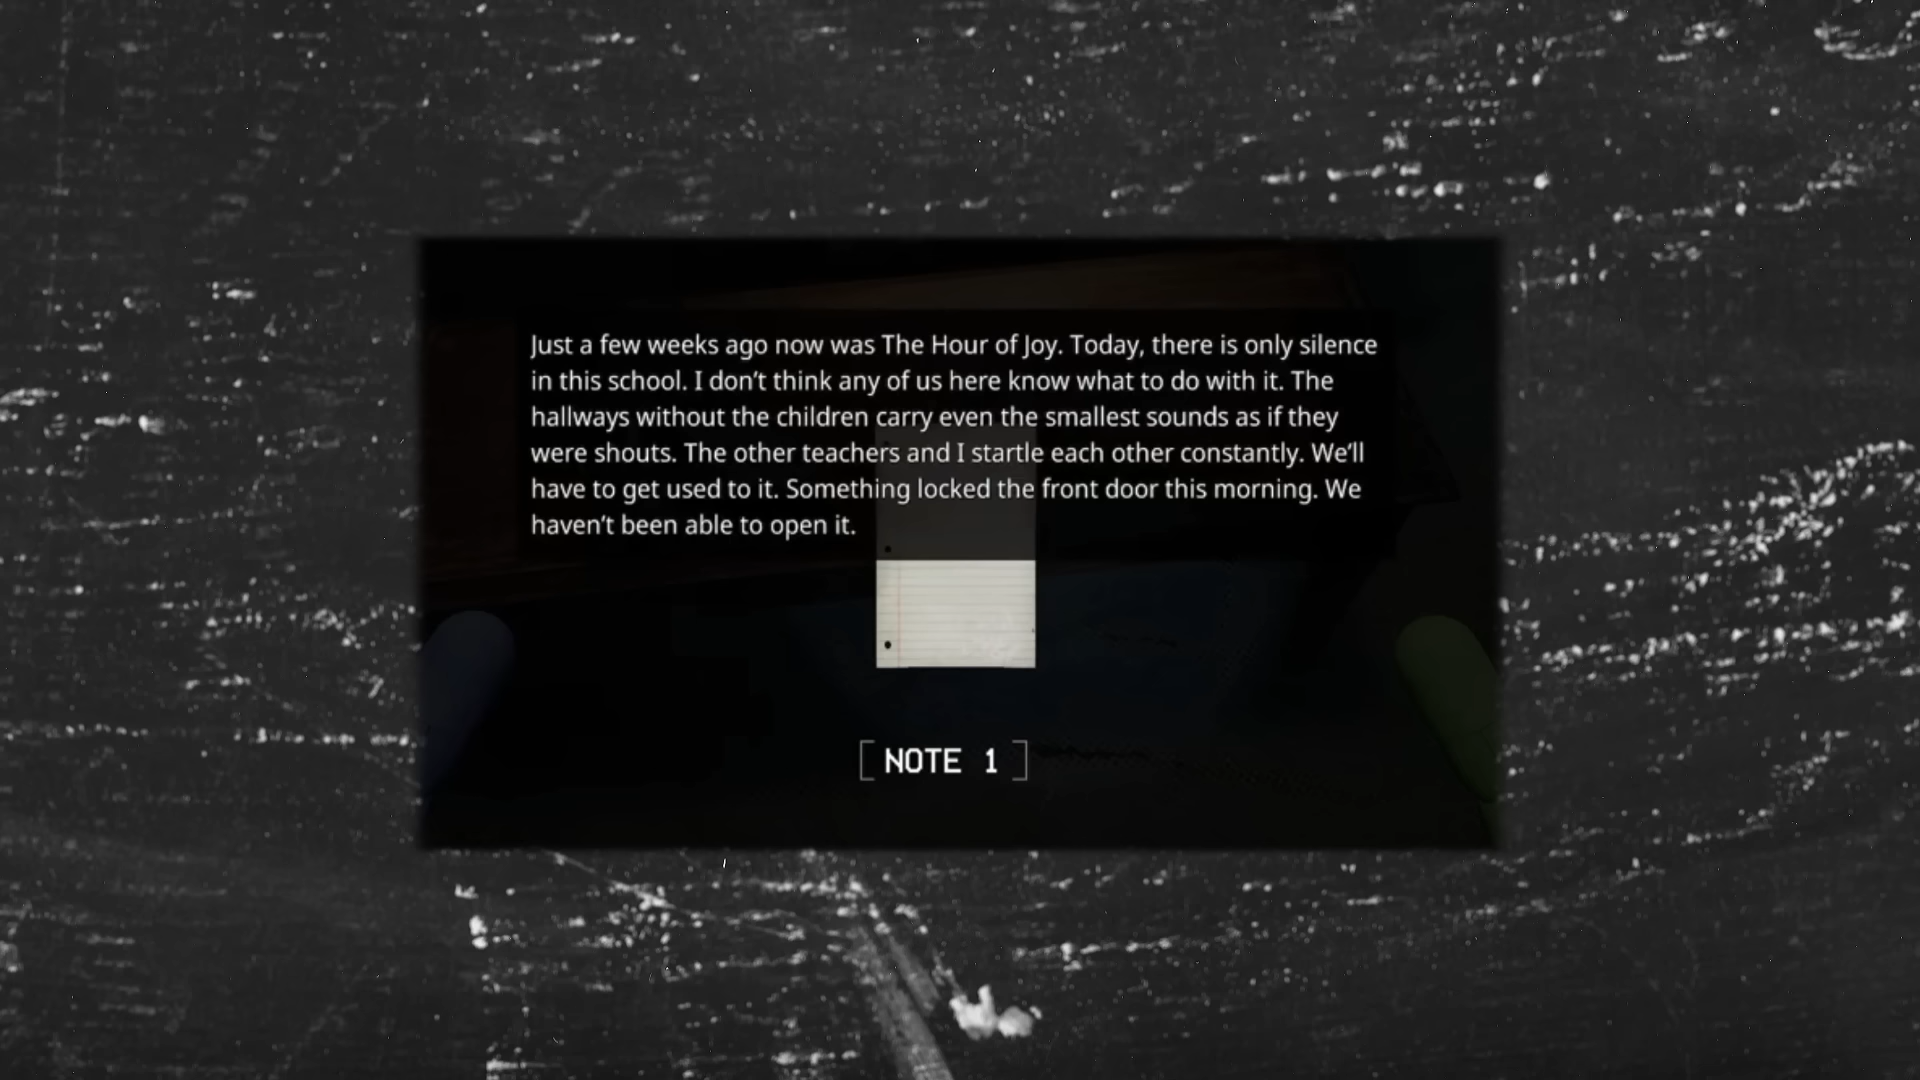 Just a few weeks ago now was The Hour of Joy. Today, there is only silence
in this school. I don’t think any of us here know what to do with it. The
hallways without the children carry even the smallest sounds as if they
were shouts. The other teachers and I startle each other constantly. We’ll
have to get used to it. Something locked the front door this morning. We
haven’t been able to open it.
[ NOTE 1 ]